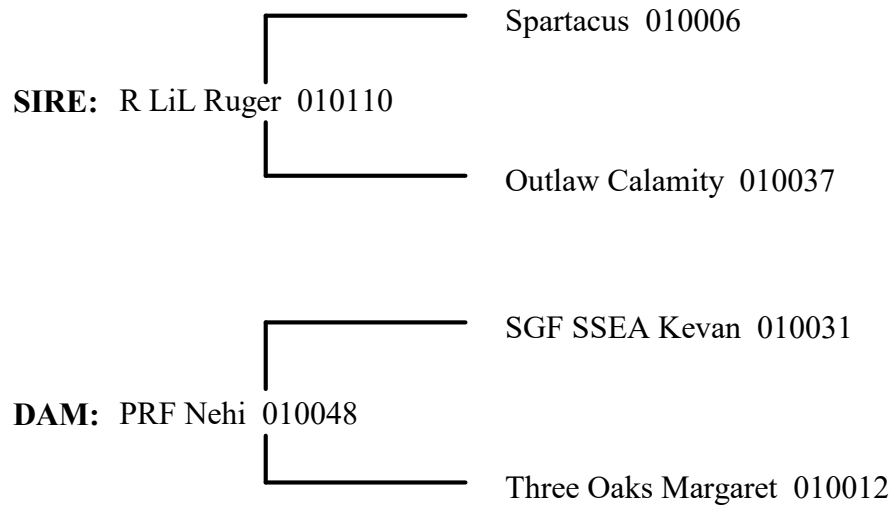 Spartacus 010006
SIRE: R LiL Ruger 010110
Outlaw Calamity 010037
SGF SSEA Kevan 010031
DAM: PRF Nehi 010048
Three Oaks Margaret 010012